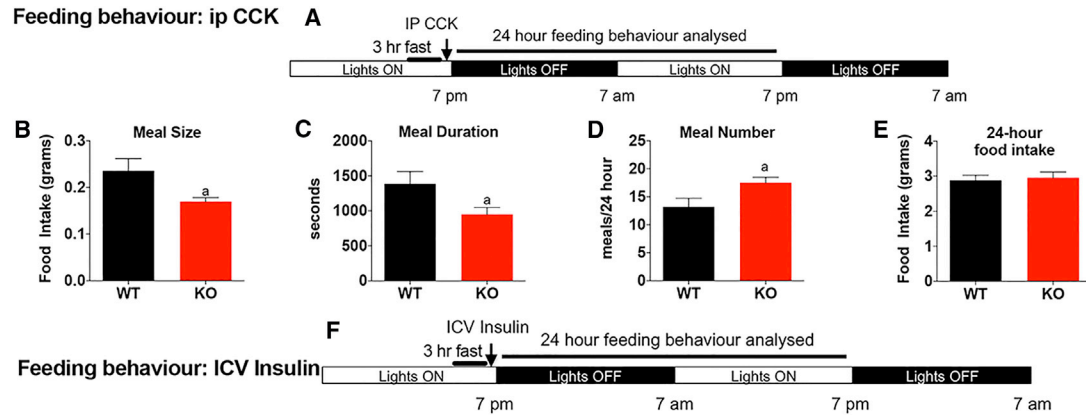 Feeding behaviour: ip CCK
A
IP CCK
3 hr fast
24 hour feeding behaviour analysed
Lights ON
Lights OFF
Lights ON
Lights OFF
7 pm
7 am
7 pm
7 am
B
Meal Size
Food Intake (grams)
0.3
0.2
0.1
0.0
a
WT
KO
C
Meal Duration
seconds
2000
1500
1000
500
0
a
WT
KO
D
Meal Number
meals/24 hour
25
20
15
10
5
0
a
WT
KO
E
24-hour
food intake
Food Intake (grams)
4
3
2
1
0
WT
KO
F
Feeding behaviour: ICV Insulin
ICV Insulin
3 hr fast
24 hour feeding behaviour analysed
Lights ON
Lights OFF
Lights ON
Lights OFF
7 pm
7 am
7 pm
7 am